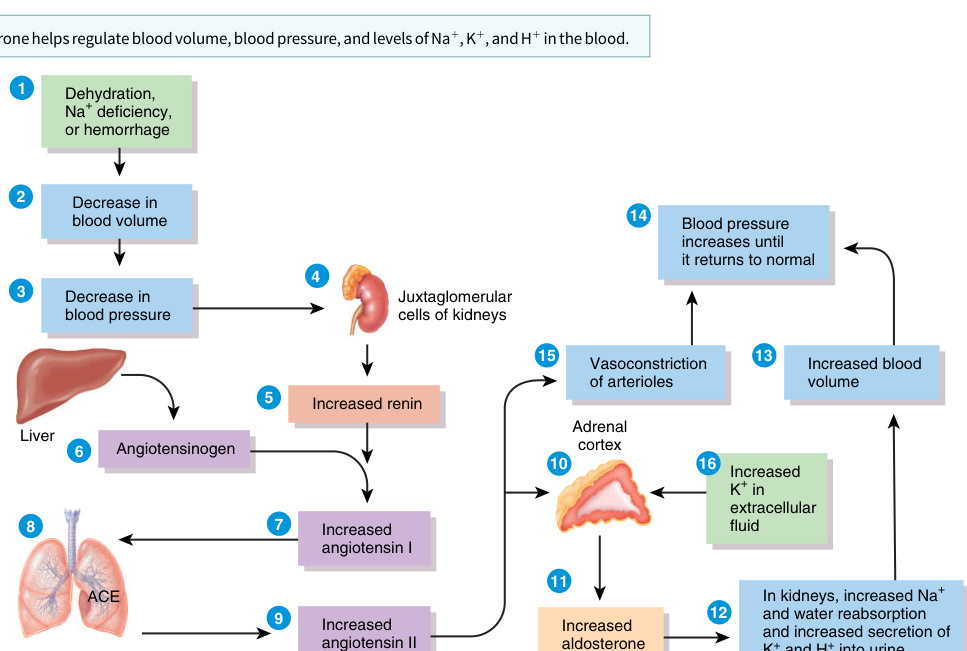 helps regulate blood volume, blood pressure, and levels of Na⁺, K⁺, and H⁺ in the blood.
1
Dehydration,
Na⁺ deficiency,
or hemorrhage
2
Decrease in
blood volume
3
Decrease in
blood pressure
4
Juxtaglomerular
cells of kidneys
5
Increased renin
Liver
6
Angiotensinogen
7
Increased
angiotensin I
8
ACE
9
Increased
angiotensin II
Adrenal
cortex
10
11
Increased
aldosterone
12
In kidneys, increased Na⁺
and water reabsorption
and increased secretion of
K⁺ and H⁺ into urine
13
Increased blood
volume
14
Blood pressure
increases until
it returns to normal
15
Vasoconstriction
of arterioles
16
Increased
K⁺ in
extracellular
fluid